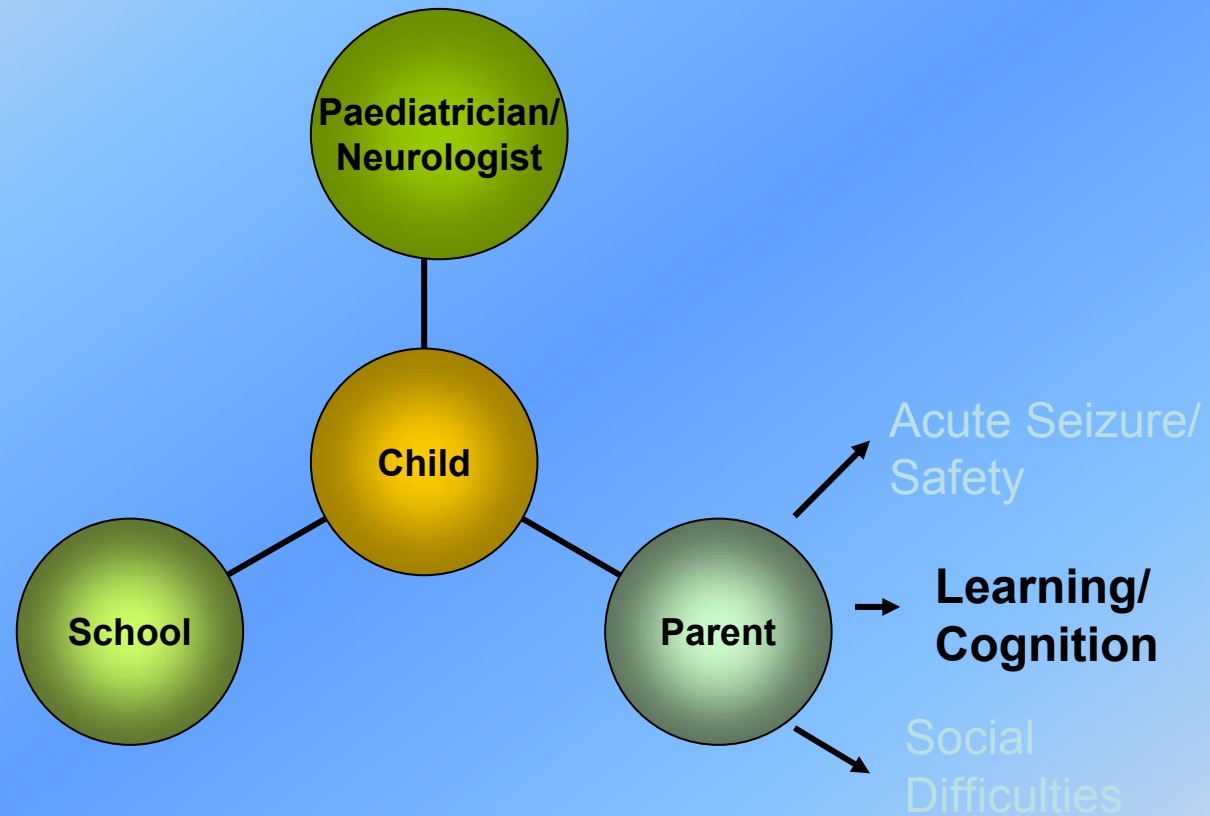 Paediatrician/
Neurologist
Child
Acute Seizure/
Safety
School
Parent
Learning/
Cognition
Social
Difficulties